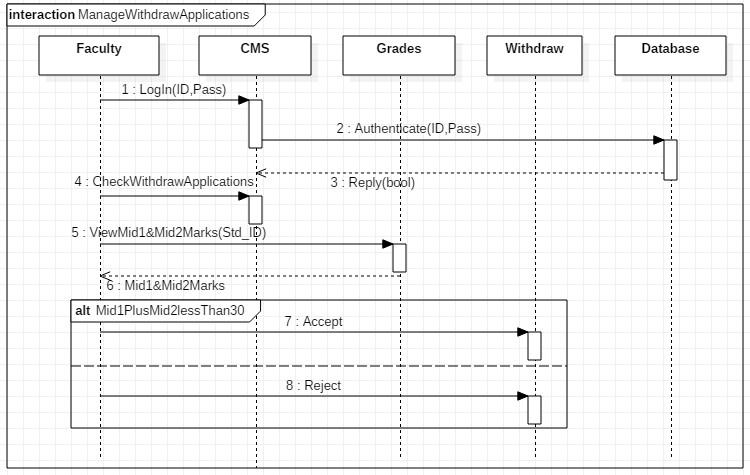 interaction ManageWithdrawApplications
Faculty
CMS
Grades
Withdraw
Database
1 : LogIn(ID,Pass)
2 : Authenticate(ID,Pass)
3 : Reply(bool)
4 : CheckWithdrawApplications
5 : ViewMid1&Mid2Marks(Std_ID)
6 : Mid1&Mid2Marks
alt Mid1PlusMid2lessThan30
7 : Accept
8 : Reject